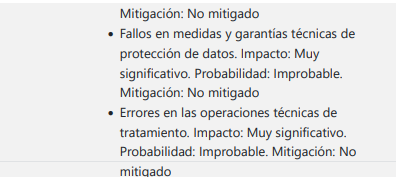 Mitigación: No mitigado
• Fallos en medidas y garantías técnicas de
protección de datos. Impacto: Muy
significativo. Probabilidad: Improbable.
Mitigación: No mitigado
• Errores en las operaciones técnicas de
tratamiento. Impacto: Muy significativo.
Probabilidad: Improbable. Mitigación: No
mitigado